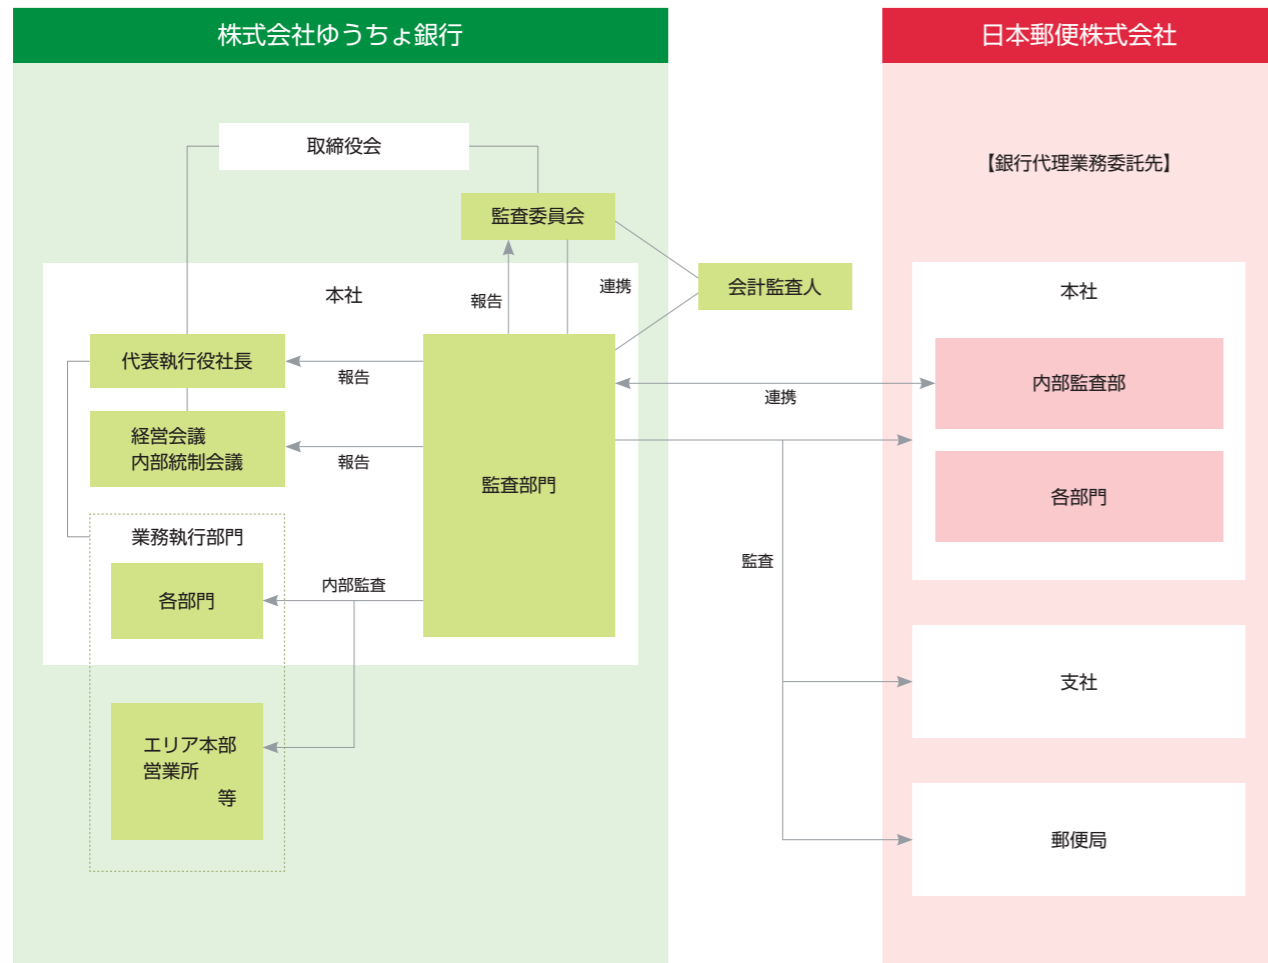 株式会社ゆうちょ銀行
取締役会
監査委員会
会計監査人
連携
報告
本社
代表執行役社長
報告
経営会議
内部統制会議
報告
監査部門
業務執行部門
各部門
内部監査
エリア本部
営業所
等
連携
監査
日本郵便株式会社
【銀行代理業務委託先】
本社
内部監査部
各部門
支社
郵便局